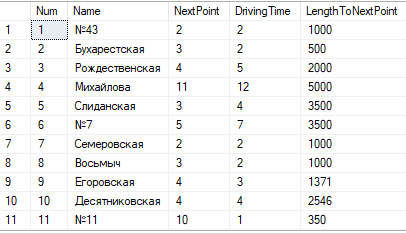 Num Name NextPoint DrivingTime LengthToNextPoint
1 1 №43 2 2 1000
2 2 Бухарестская 3 2 500
3 3 Рождественская 4 5 2000
4 4 Михайлова 11 12 5000
5 5 Слиданская 3 4 3500
6 6 №7 5 7 3500
7 7 Семеровская 2 2 1000
8 8 Восьмыч 3 2 1000
9 9 Егоровская 4 3 1371
10 10 Десятниковская 4 4 2546
11 11 №11 10 1 350